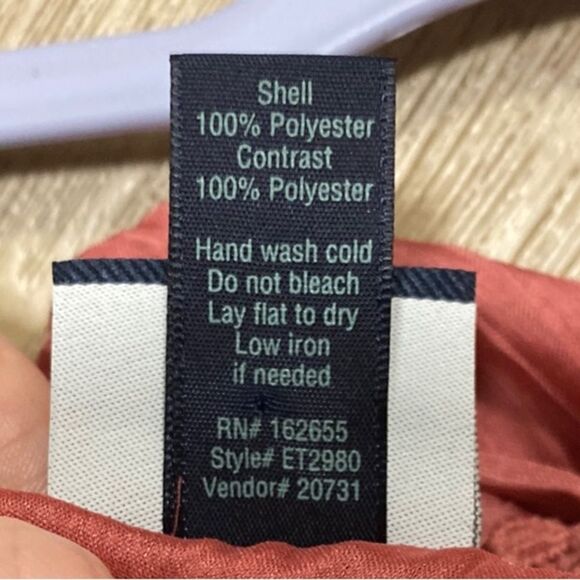 Shell
100% Polyester
Contrast
100% Polyester
Hand wash cold
Do not bleach
Lay flat to dry
Low iron
if needed
RN# 162655
Style# ET2980
Vendor# 20731